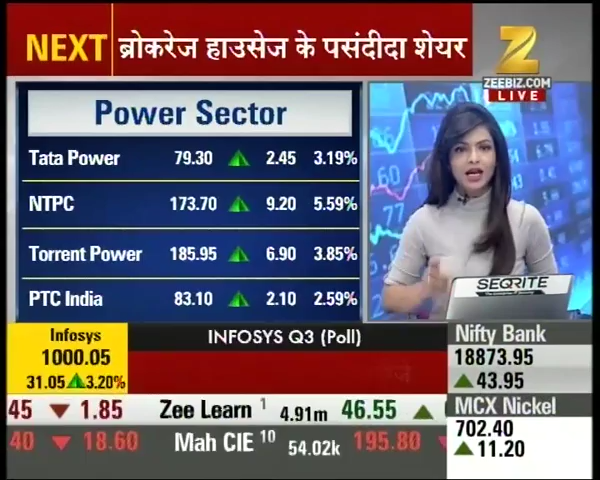 NEXT ब्रोकरेज हाउसेज के पसंदीदा शेयर
Z
ZEEBIZ.COM
LIVE
Power Sector
Tata Power 79.30 ▲ 2.45 3.19%
NTPC 173.70 ▲ 9.20 5.59%
Torrent Power 185.95 ▲ 6.90 3.85%
PTC India 83.10 ▲ 2.10 2.59%
SEQRITE
Infosys
1000.05
31.05 ▲ 3.20%
INFOSYS Q3 (Poll)
Nifty Bank
18873.95
▲ 43.95
MCX Nickel
702.40
▲ 11.20
45 ▼ 1.85 Zee Learn 1 4.91m 46.55 ▲
40 ▼ 18.60 Mah CIE 10 54.02k 195.80 ▼